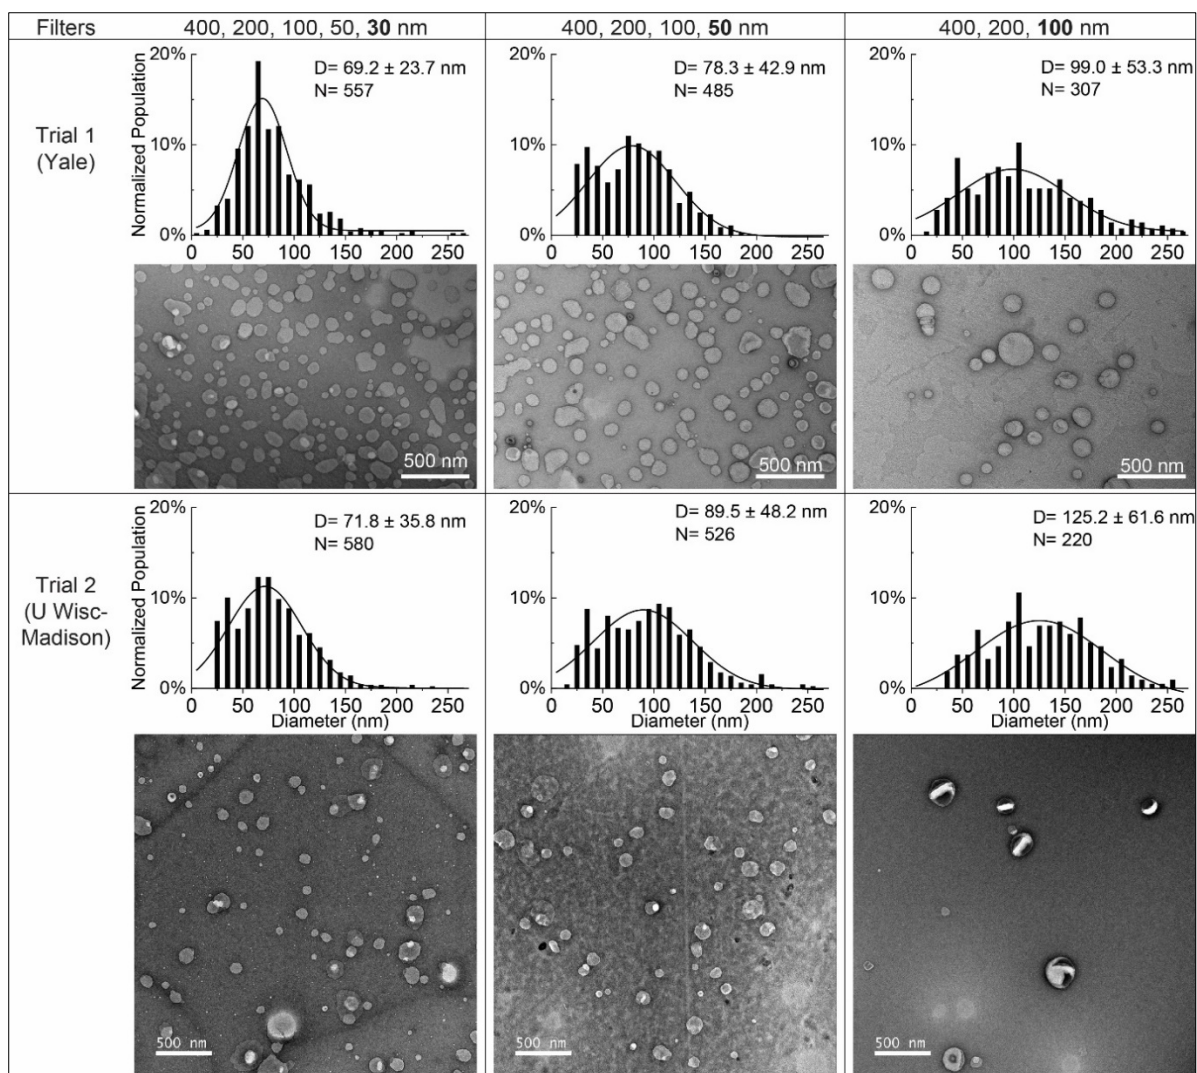 Filters
400, 200, 100, 50, 30 nm
400, 200, 100, 50 nm
400, 200, 100 nm
Trial 1
(Yale)
Normalized Population
20%
10%
0%
D= 69.2 ± 23.7 nm
N= 557
0 50 100 150 200 250
20%
10%
0%
D= 78.3 ± 42.9 nm
N= 485
0 50 100 150 200 250
20%
10%
0%
D= 99.0 ± 53.3 nm
N= 307
0 50 100 150 200 250
500 nm
500 nm
500 nm
Trial 2
(U Wisc-
Madison)
Normalized Population
20%
10%
0%
D= 71.8 ± 35.8 nm
N= 580
0 50 100 150 200 250
Diameter (nm)
20%
10%
0%
D= 89.5 ± 48.2 nm
N= 526
0 50 100 150 200 250
Diameter (nm)
20%
10%
0%
D= 125.2 ± 61.6 nm
N= 220
0 50 100 150 200 250
Diameter (nm)
500 nm
500 nm
500 nm